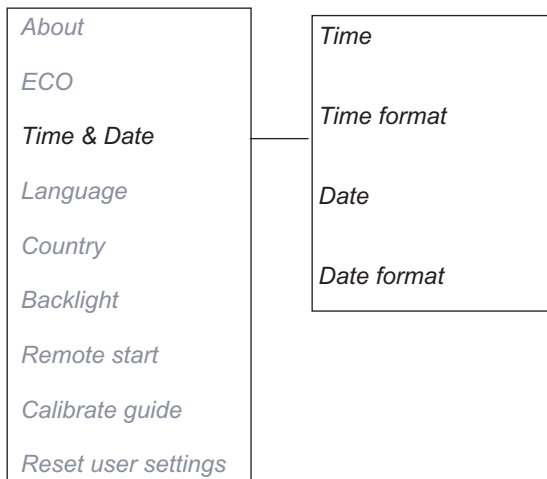 About
ECO
Time & Date
Language
Country
Backlight
Remote start
Calibrate guide
Reset user settings
Time
Time format
Date
Date format